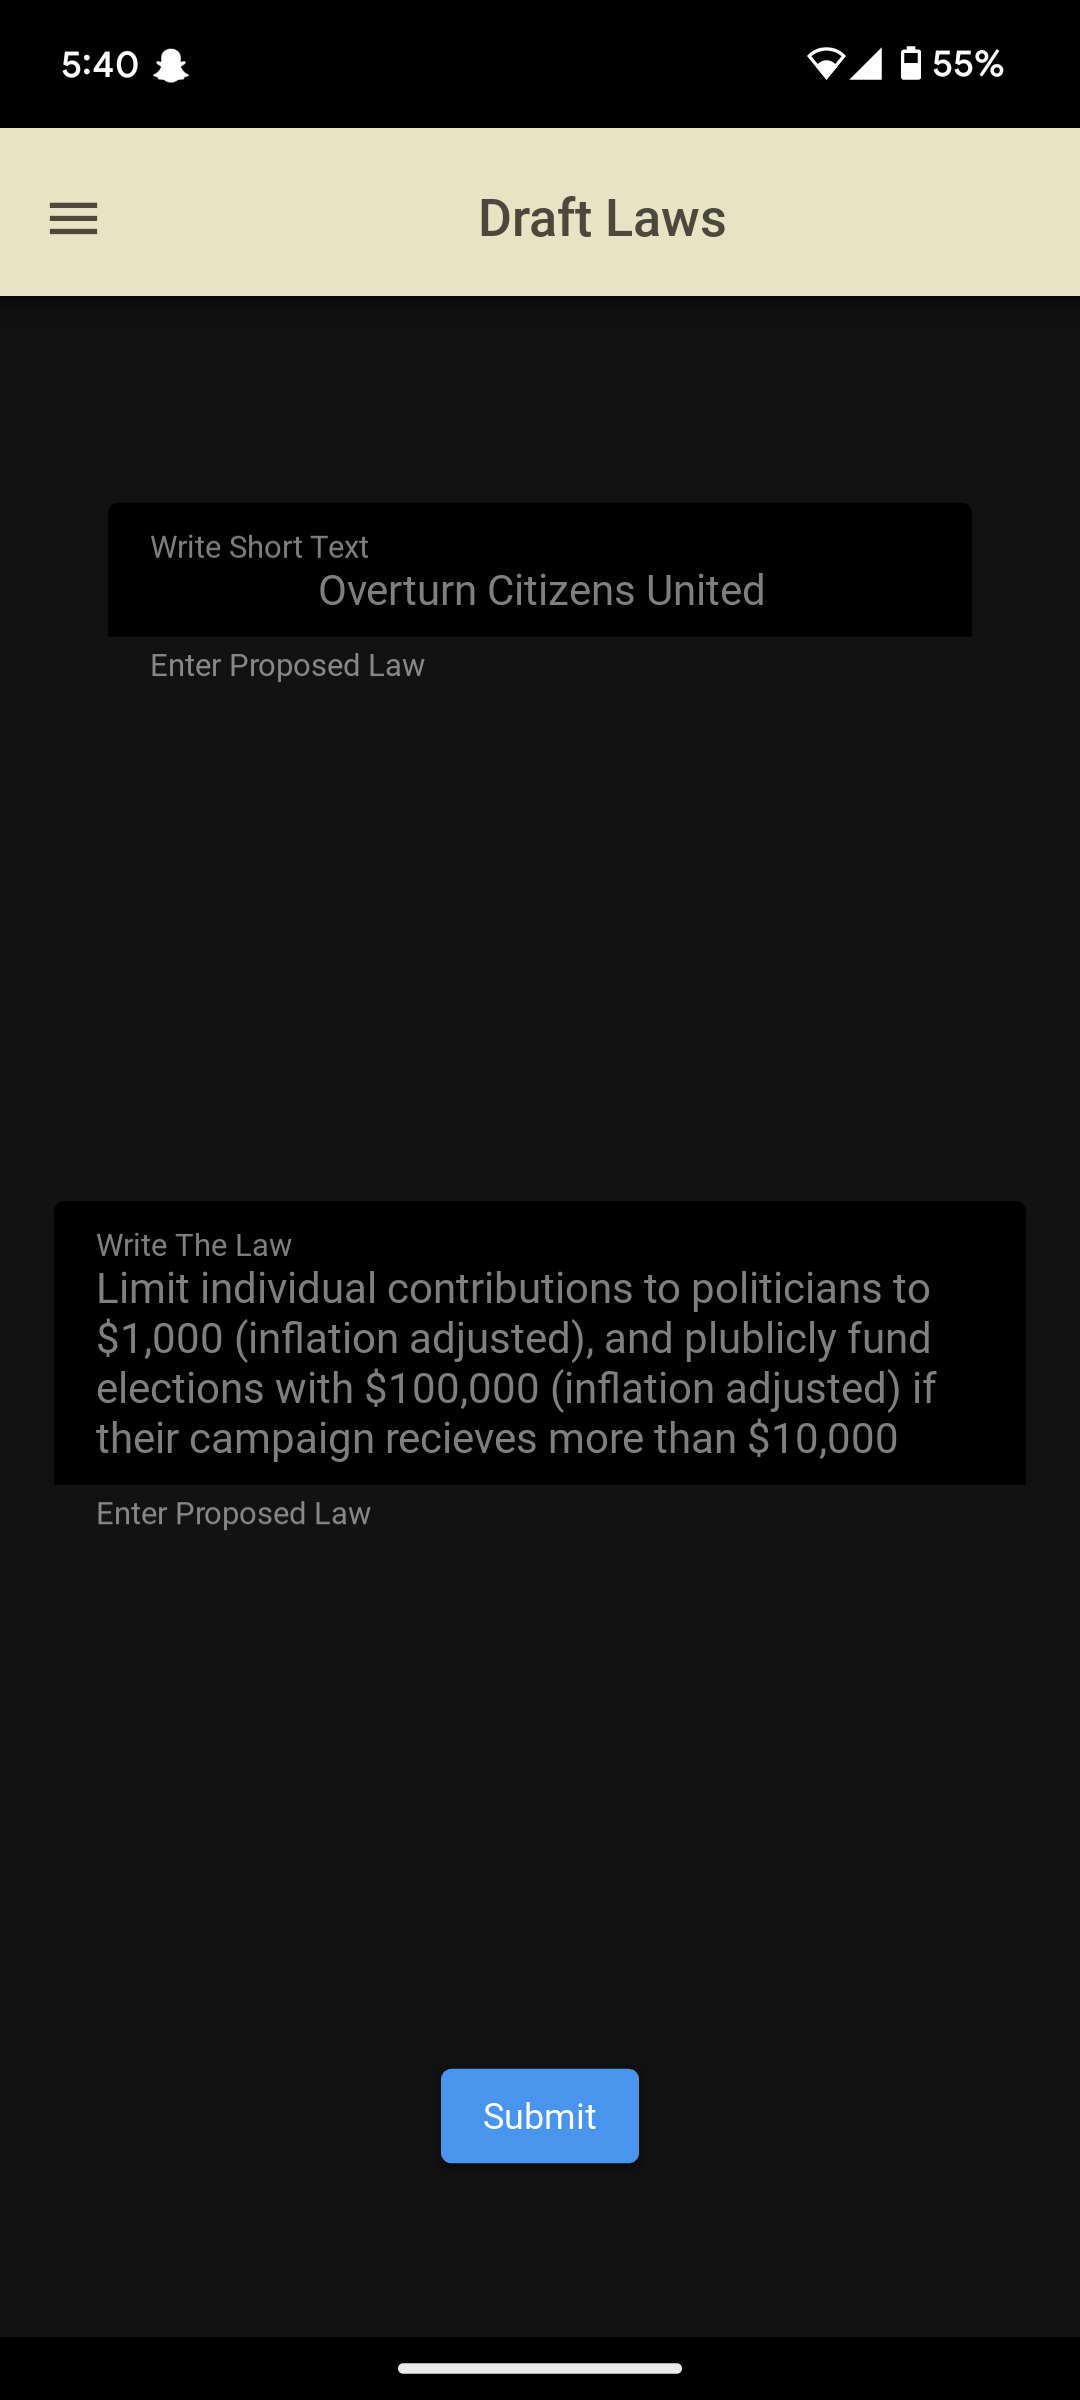 5:40
55%
Draft Laws
Write Short Text
Overturn Citizens United
Enter Proposed Law
Write The Law
Limit individual contributions to politicians to
$1,000 (inflation adjusted), and plublicly fund
elections with $100,000 (inflation adjusted) if
their campaign recieves more than $10,000
Enter Proposed Law
Submit